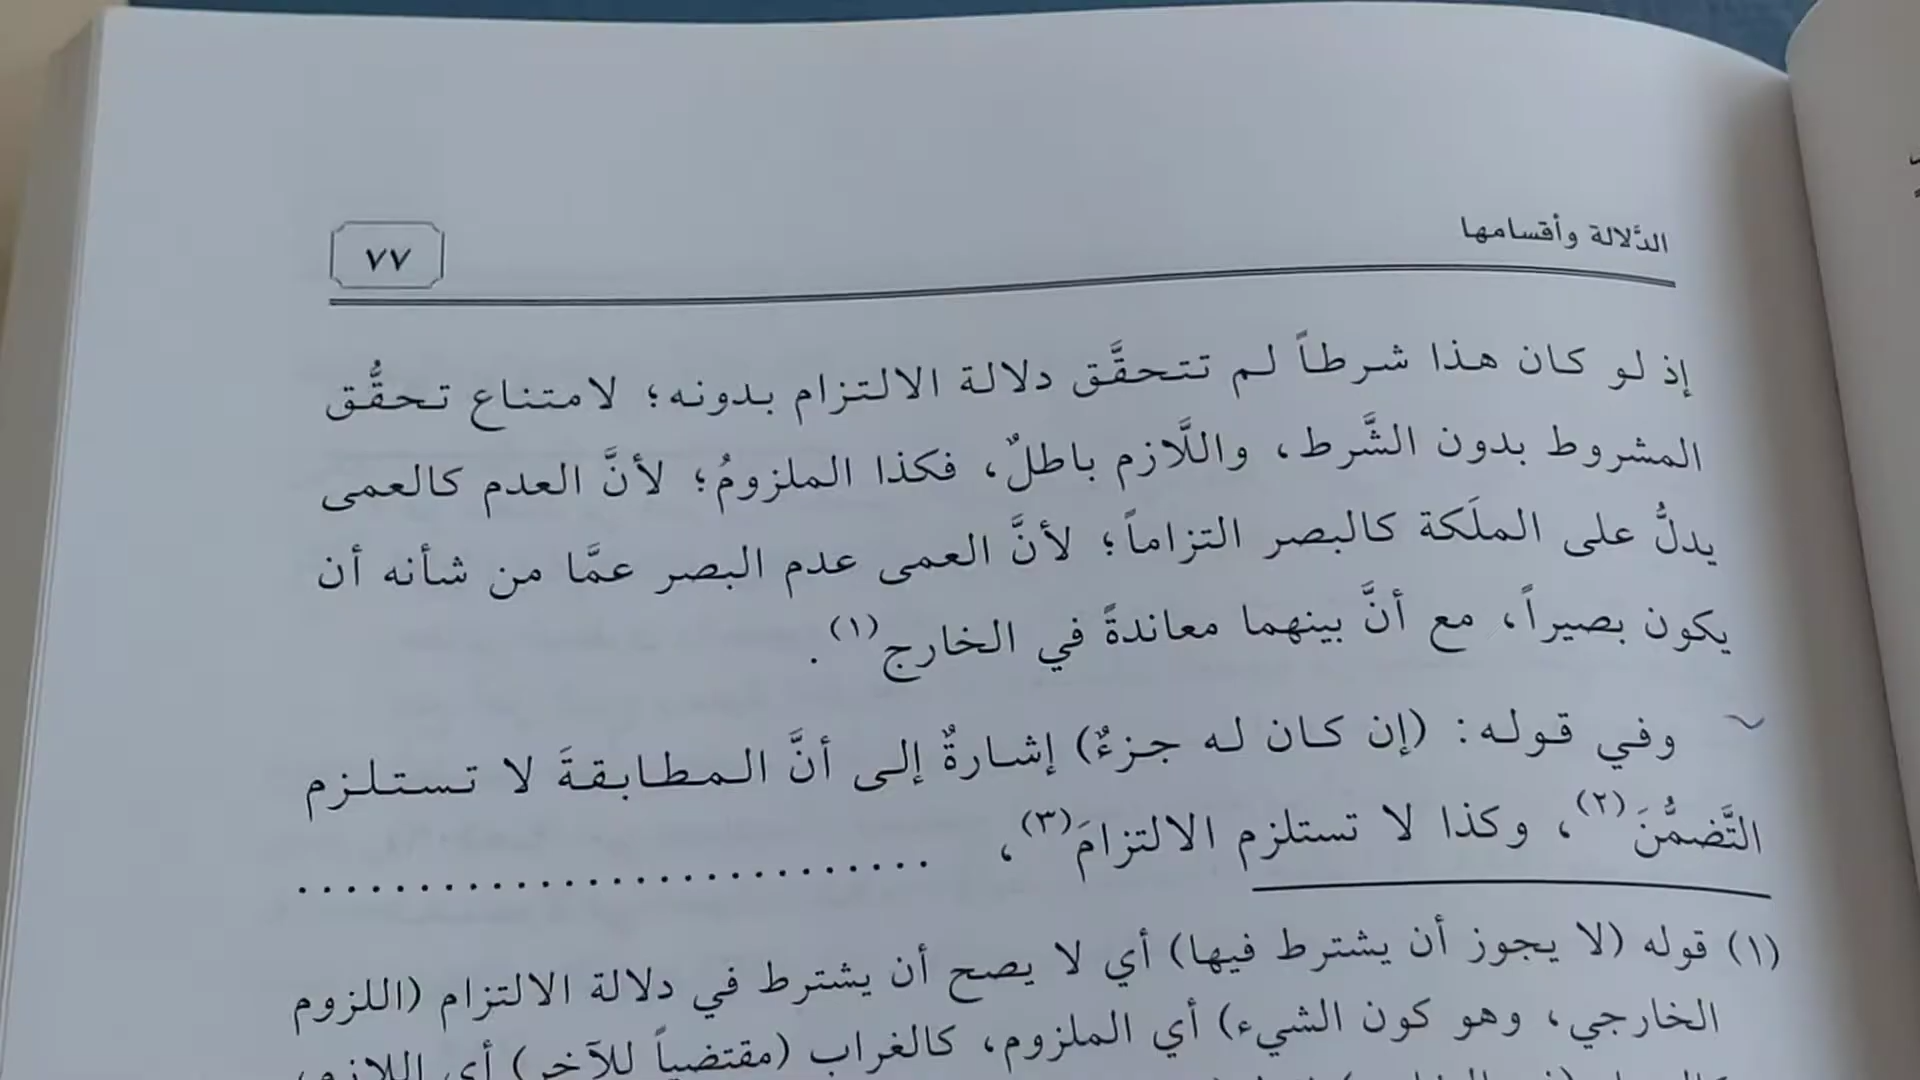 الدَّلالة وأقسامها
٧٧
إذ لو كان هذا شرطاً لم تتحقَّق دلالة الالتزام بدونه؛ لامتناع تحقُّق
المشروط بدون الشَّرط، واللَّازم باطلٌ، فكذا الملزومُ؛ لأنَّ العدم كالعمى
يدلُّ على الملَكة كالبصر التزاماً؛ لأنَّ العمى عدم البصر عمَّا من شأنه أن
يكون بصيراً، مع أنَّ بينهما معاندةً في الخارج(١).
وفي قوله: (إن كان له جزءٌ) إشارةٌ إلى أنَّ المطابقةَ لا تستلزم
التَّضمُّنَ(٢)، وكذا لا تستلزم الالتزامَ(٣)، ...........................
(١) قوله (لا يجوز أن يشترط فيها) أي لا يصح أن يشترط في دلالة الالتزام (اللزوم
الخارجي، وهو كون الشيء) أي الملزوم، كالغراب (مقتضياً للآخر) أي اللازم،